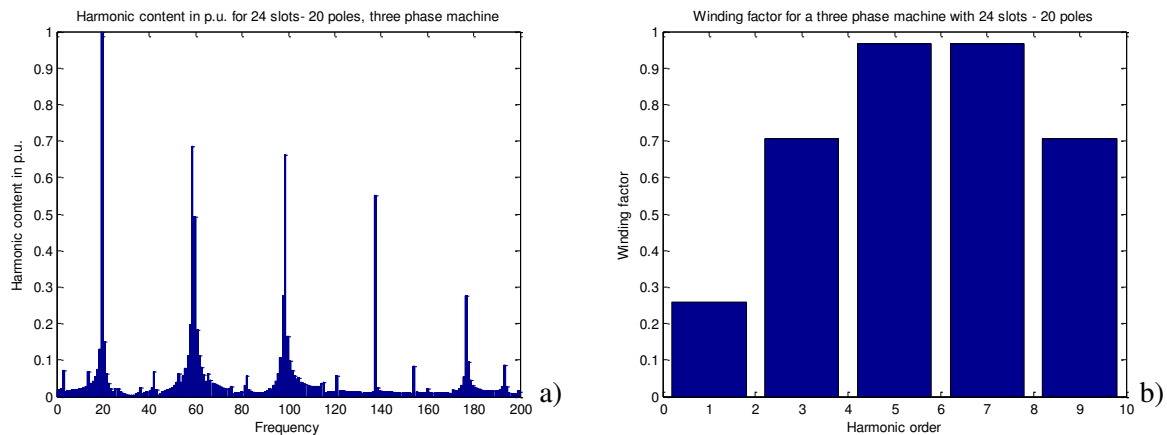 Harmonic content in p.u. for 24 slots- 20 poles, three phase machine
1
0.9
0.8
0.7
0.6
0.5
0.4
0.3
0.2
0.1
0
Harmonic content in p.u.
0 20 40 60 80 100 120 140 160 180 200
Frequency
a)
Winding factor for a three phase machine with 24 slots - 20 poles
1
0.9
0.8
0.7
0.6
0.5
0.4
0.3
0.2
0.1
0
Winding factor
0 1 2 3 4 5 6 7 8 9 10
Harmonic order
b)